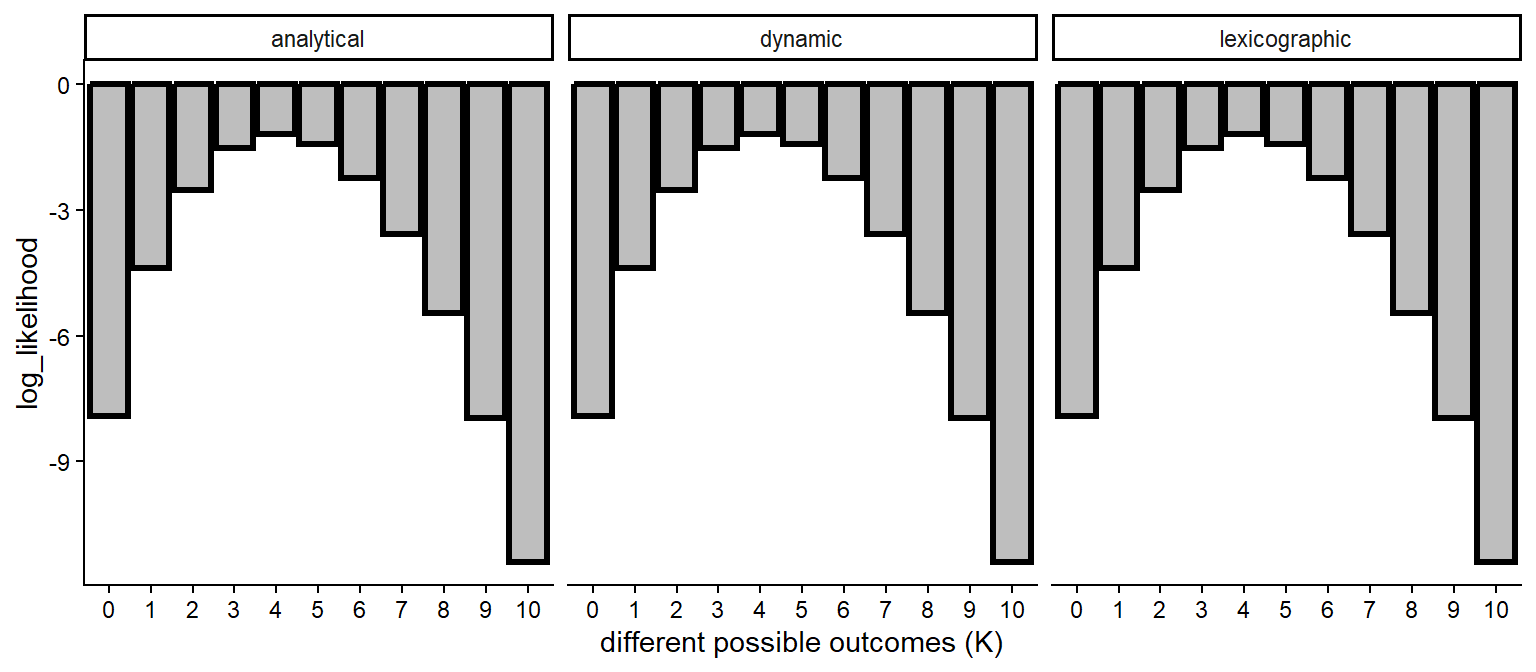 analytical dynamic lexicographic
0
-3
-6
-9
log_likelihood
0 1 2 3 4 5 6 7 8 9 10 0 1 2 3 4 5 6 7 8 9 10 0 1 2 3 4 5 6 7 8 9 10
different possible outcomes (K)